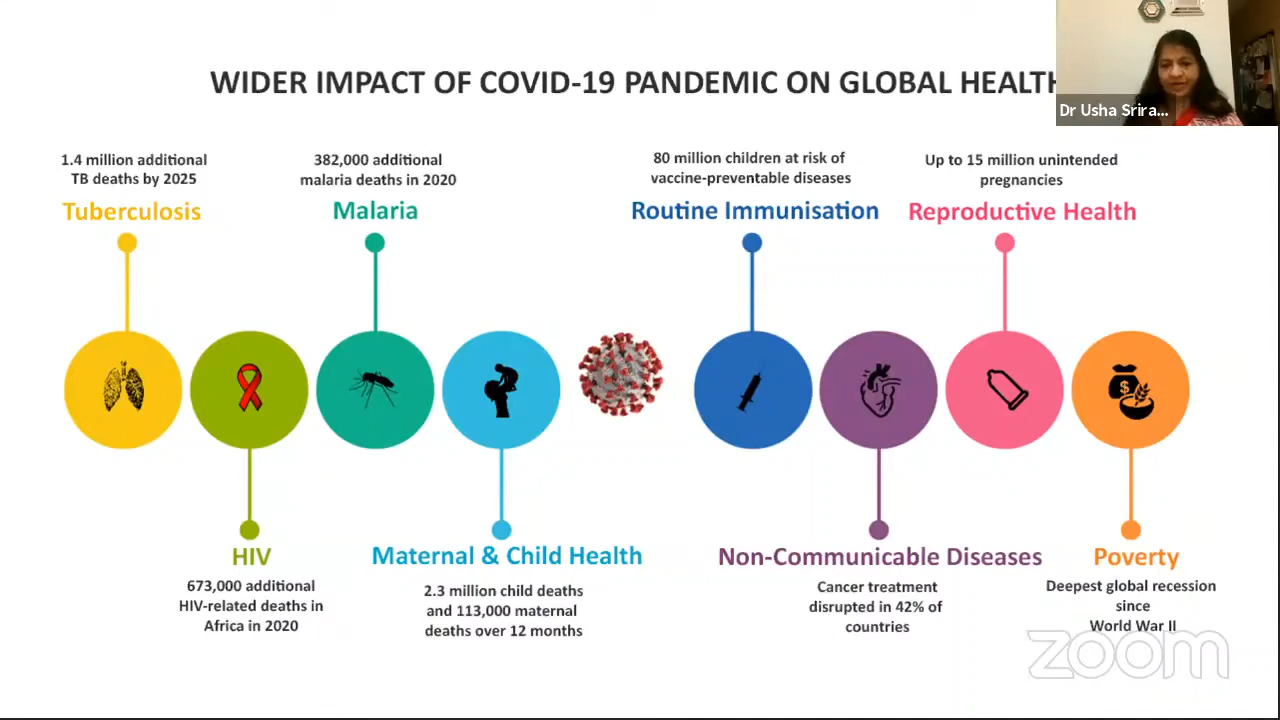 WIDER IMPACT OF COVID-19 PANDEMIC ON GLOBAL HEALTH
Dr Usha Srira...
1.4 million additional
TB deaths by 2025
Tuberculosis
382,000 additional
malaria deaths in 2020
Malaria
80 million children at risk of
vaccine-preventable diseases
Routine Immunisation
Up to 15 million unintended
pregnancies
Reproductive Health
$
HIV
673,000 additional
HIV-related deaths in
Africa in 2020
Maternal & Child Health
2.3 million child deaths
and 113,000 maternal
deaths over 12 months
Non-Communicable Diseases
Cancer treatment
disrupted in 42% of
countries
Poverty
Deepest global recession
since
World War II
zoom